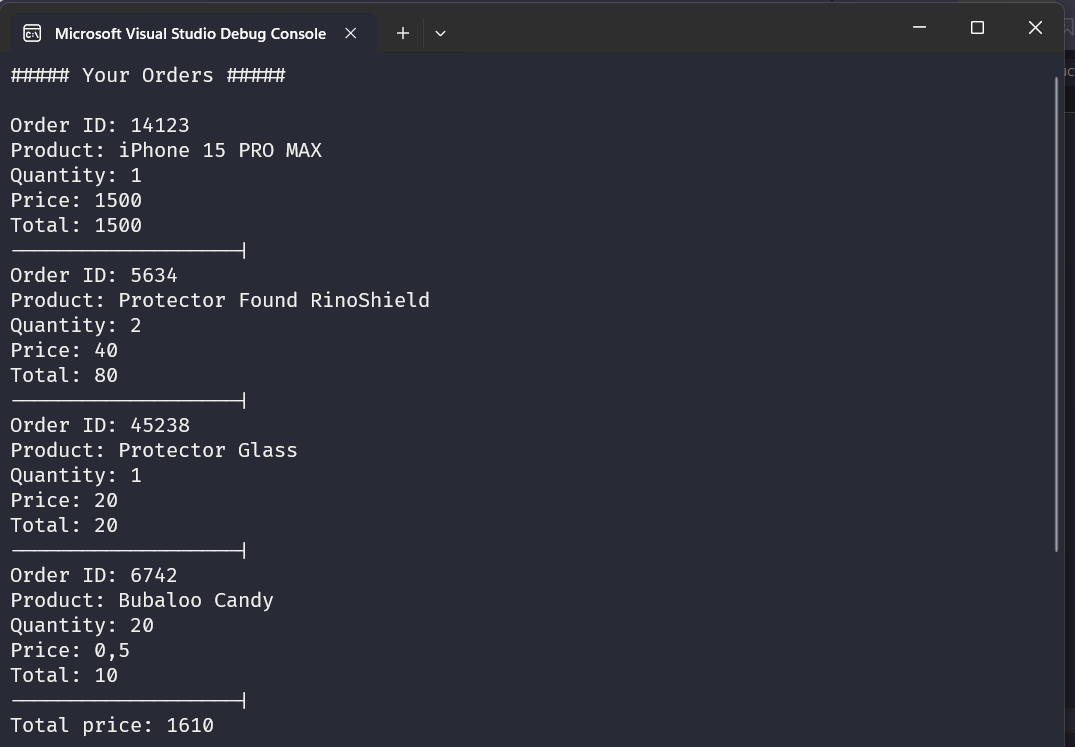 Microsoft Visual Studio Debug Console
##### Your Orders #####
Order ID: 14123
Product: iPhone 15 PRO MAX
Quantity: 1
Price: 1500
Total: 1500
--------------------|
Order ID: 5634
Product: Protector Found RinoShield
Quantity: 2
Price: 40
Total: 80
--------------------|
Order ID: 45238
Product: Protector Glass
Quantity: 1
Price: 20
Total: 20
--------------------|
Order ID: 6742
Product: Bubaloo Candy
Quantity: 20
Price: 0,5
Total: 10
--------------------|
Total price: 1610